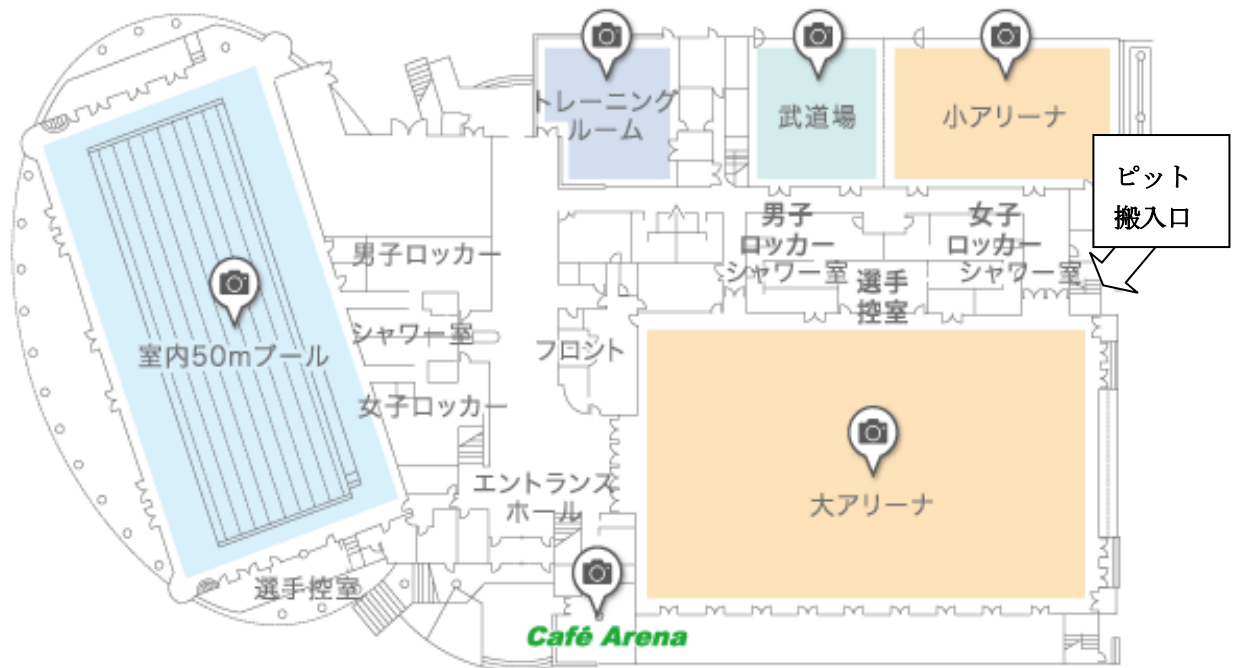 トレーニング
ルーム
武道場
小アリーナ
ピット
搬入口
男子
ロッカー
シャワー室
女子
ロッカー
シャワー室
選手
控室
男子ロッカー
シャワー室
女子ロッカー
室内50mプール
フロント
大アリーナ
エントランス
ホール
選手控室
Café Arena